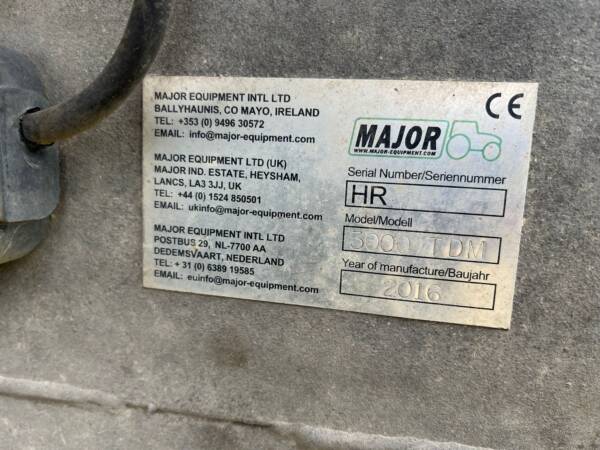 MAJOR EQUIPMENT INTL LTD
BALLYHAUNIS, CO MAYO, IRELAND
TEL: +353 (0) 9496 30572
EMAIL: info@major-equipment.com
MAJOR EQUIPMENT LTD (UK)
MAJOR IND. ESTATE, HEYSHAM,
LANCS, LA3 3JJ, UK
TEL: +44 (0) 1524 850501
EMAIL: ukinfo@major-equipment.com
MAJOR EQUIPMENT INTL LTD
POSTBUS 29, NL-7700 AA
DEDEMSVAART, NEDERLAND
TEL: + 31 (0) 6389 19585
EMAIL: euinfo@major-equipment.com
CE
MAJOR
WWW.MAJOR-EQUIPMENT.COM
Serial Number/Seriennummer
HR
Model/Modell
3000 TDM
Year of manufacture/Baujahr
2016